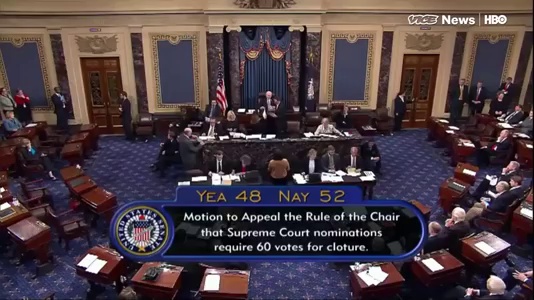 VICE News | HBO
YEA 48 NAY 52
Motion to Appeal the Rule of the Chair
that Supreme Court nominations
require 60 votes for cloture.